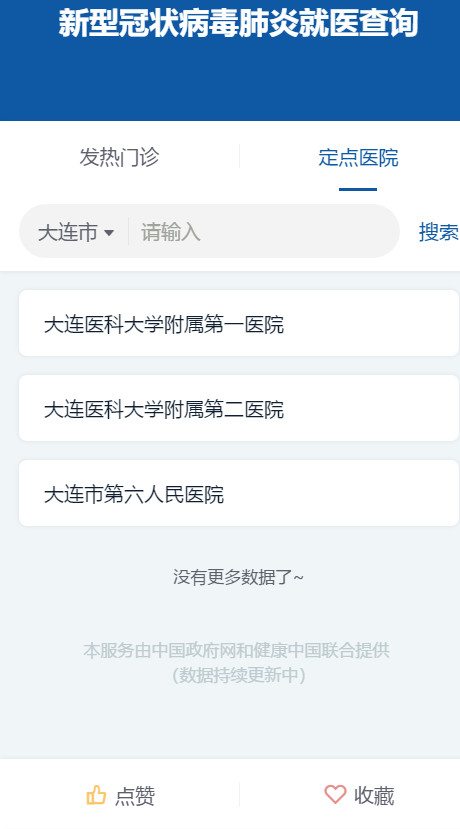 新型冠状病毒肺炎就医查询
发热门诊
定点医院
大连市
请输入
搜索
大连医科大学附属第一医院
大连医科大学附属第二医院
大连市第六人民医院
没有更多数据了~
本服务由中国政府网和健康中国联合提供
(数据持续更新中)
点赞
收藏